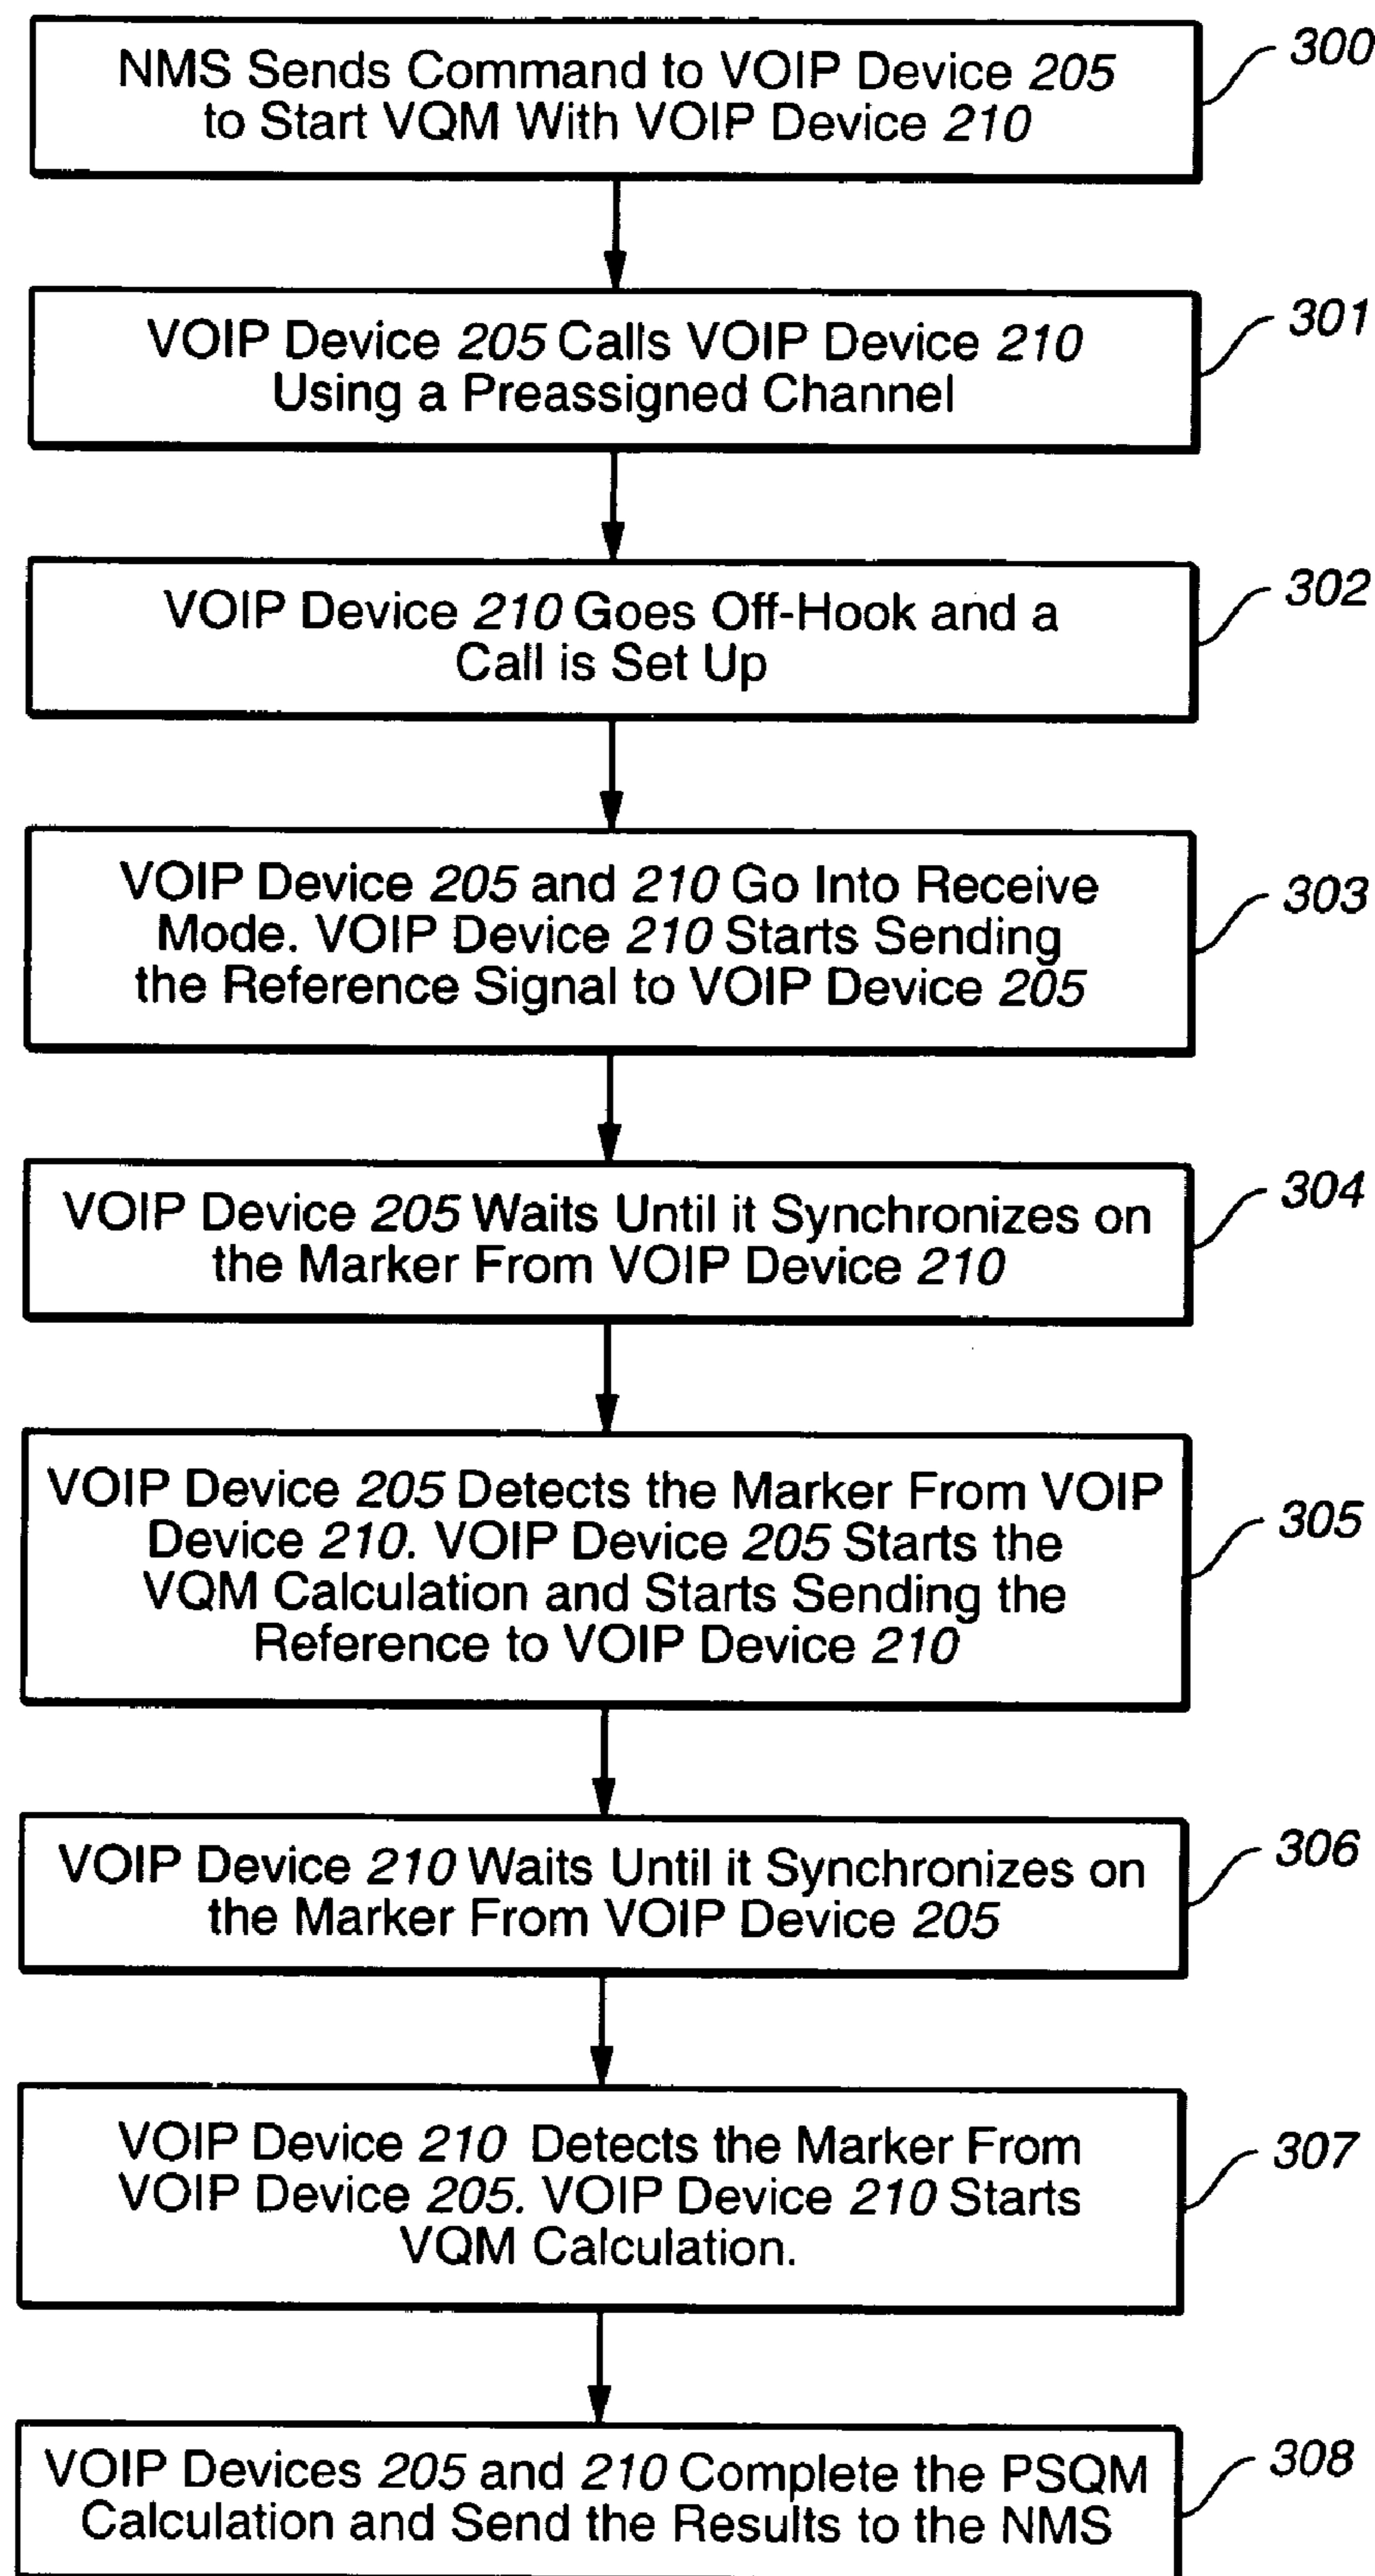 NMS Sends Command to VOIP Device 205
to Start VQM With VOIP Device 210
300
VOIP Device 205 Calls VOIP Device 210
Using a Preassigned Channel
301
VOIP Device 210 Goes Off-Hook and a
Call is Set Up
302
VOIP Device 205 and 210 Go Into Receive
Mode. VOIP Device 210 Starts Sending
the Reference Signal to VOIP Device 205
303
VOIP Device 205 Waits Until it Synchronizes on
the Marker From VOIP Device 210
304
VOIP Device 205 Detects the Marker From VOIP
Device 210. VOIP Device 205 Starts the
VQM Calculation and Starts Sending the
Reference to VOIP Device 210
305
VOIP Device 210 Waits Until it Synchronizes on
the Marker From VOIP Device 205
306
VOIP Device 210 Detects the Marker From
VOIP Device 205. VOIP Device 210 Starts
VQM Calculation.
307
VOIP Devices 205 and 210 Complete the PSQM
Calculation and Send the Results to the NMS
308